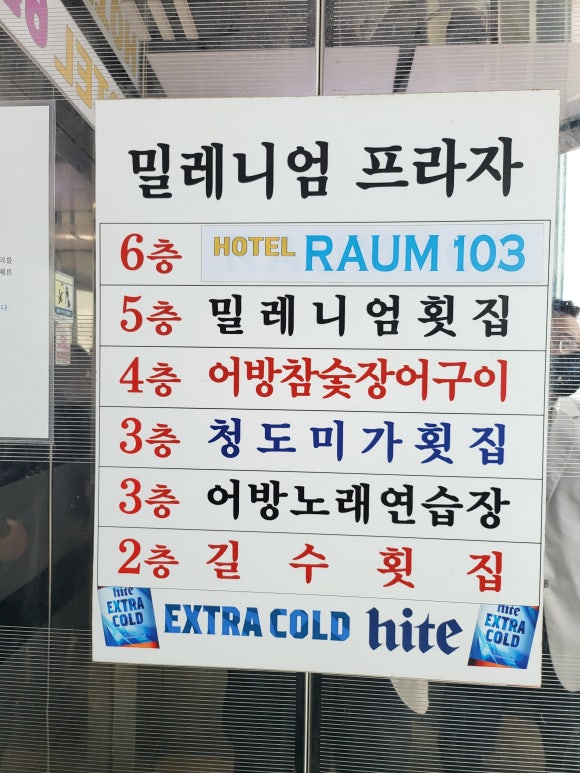 밀레니엄 프라자
6층 HOTEL RAUM 103
5층 밀레니엄횟집
4층 어방참숯장어구이
3층 청도미가횟집
3층 어방노래연습장
2층 길수횟집
hite EXTRA COLD EXTRA COLD hite hite EXTRA COLD